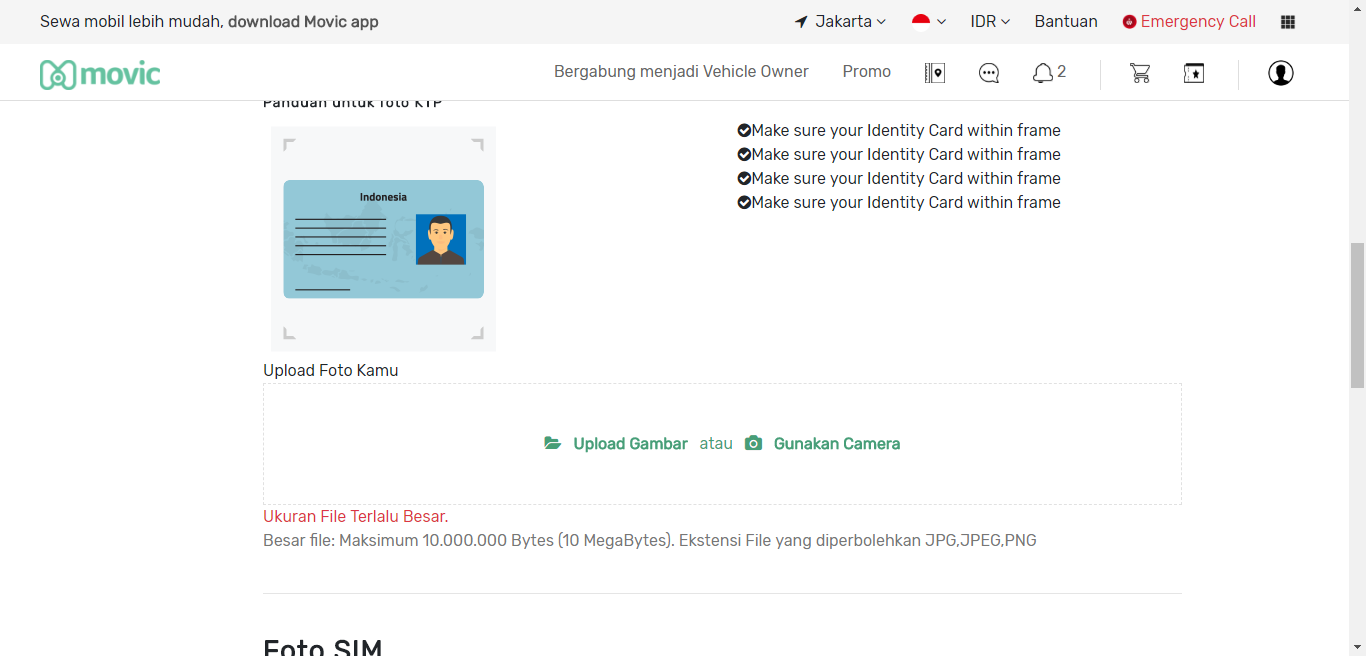 Sewa mobil lebih mudah, download Movic app
Jakarta
IDR
Bantuan
Emergency Call
movic
Bergabung menjadi Vehicle Owner
Promo
2
Panduan untuk foto KTP
Indonesia
Make sure your Identity Card within frame
Make sure your Identity Card within frame
Make sure your Identity Card within frame
Make sure your Identity Card within frame
Upload Foto Kamu
Upload Gambar atau Gunakan Camera
Ukuran File Terlalu Besar.
Besar file: Maksimum 10.000.000 Bytes (10 MegaBytes). Ekstensi File yang diperbolehkan JPG,JPEG,PNG
Foto SIM